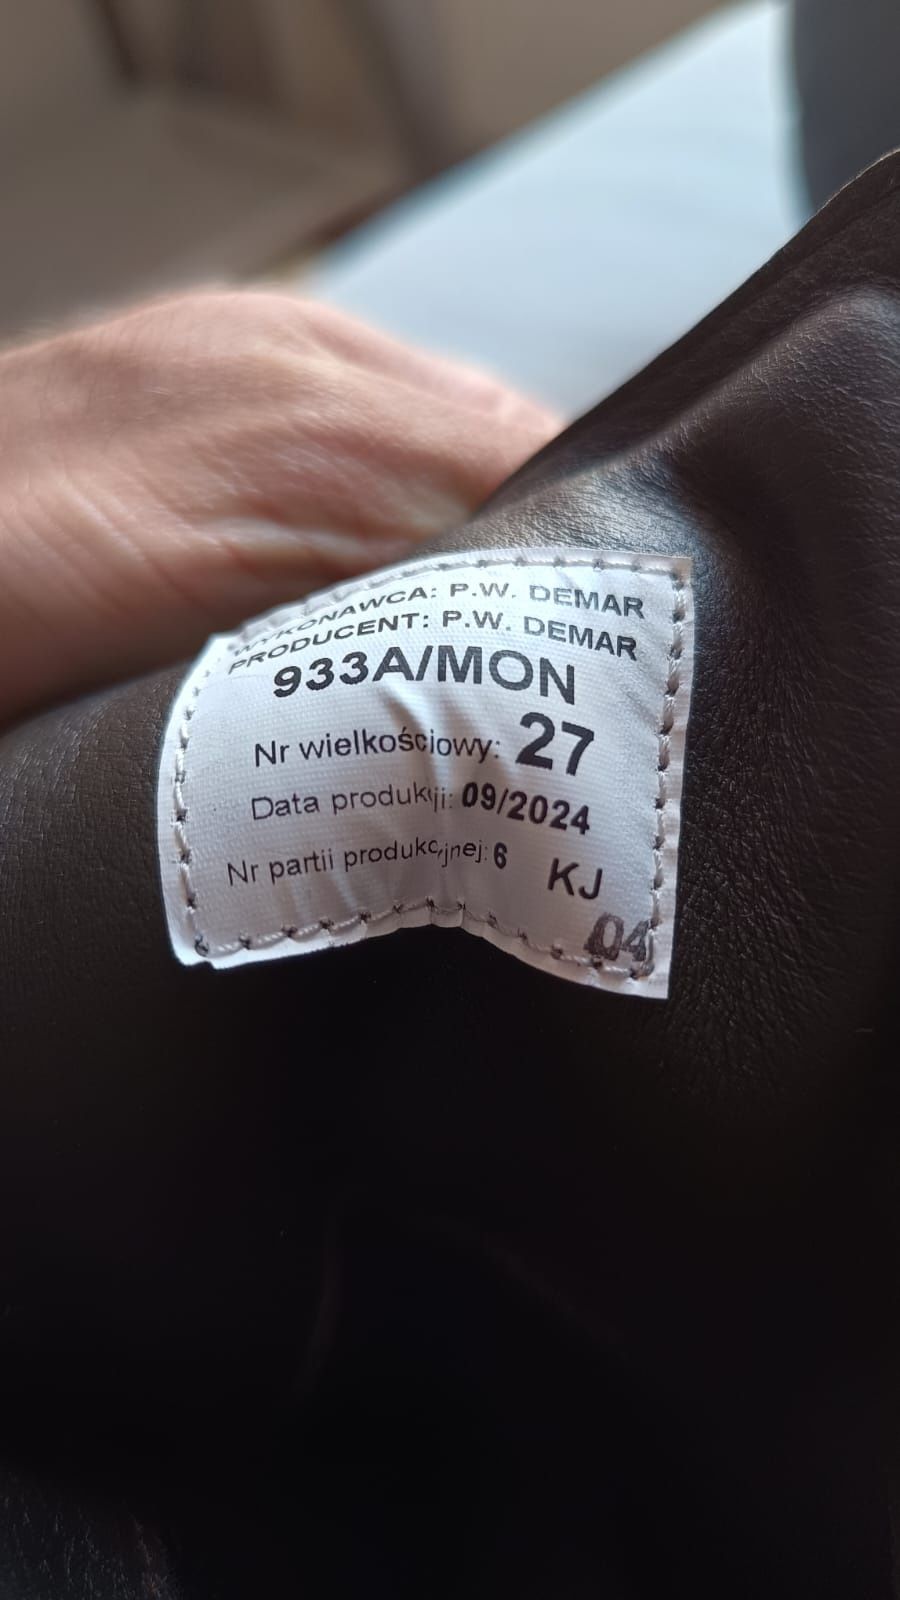 WYKONAWCA: P.W. DEMAR
PRODUCENT: P.W. DEMAR
933A/MON
Nr wielkościowy: 27
Data produkcji: 09/2024
Nr partii produkcyjnej: 6 KJ
04